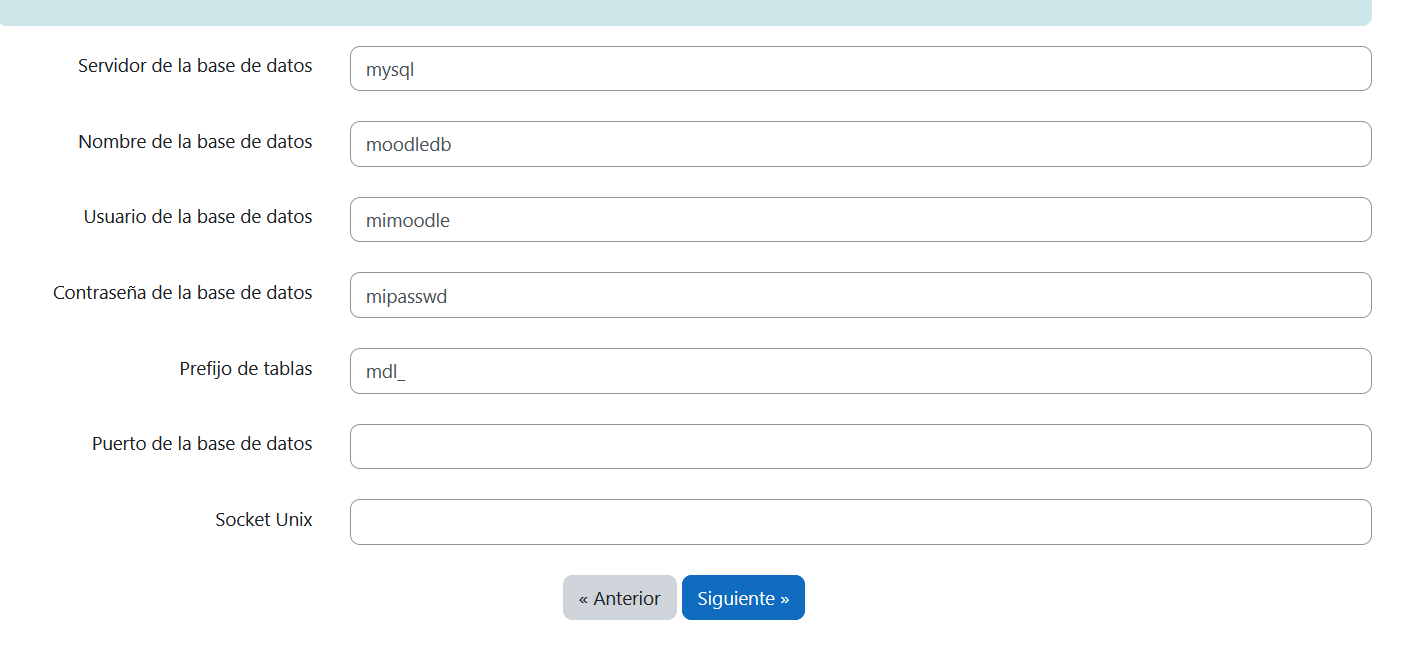 Servidor de la base de datos
mysql
Nombre de la base de datos
moodledb
Usuario de la base de datos
mimoodle
Contraseña de la base de datos
mipasswd
Prefijo de tablas
mdl_
Puerto de la base de datos
Socket Unix
« Anterior
Siguiente »